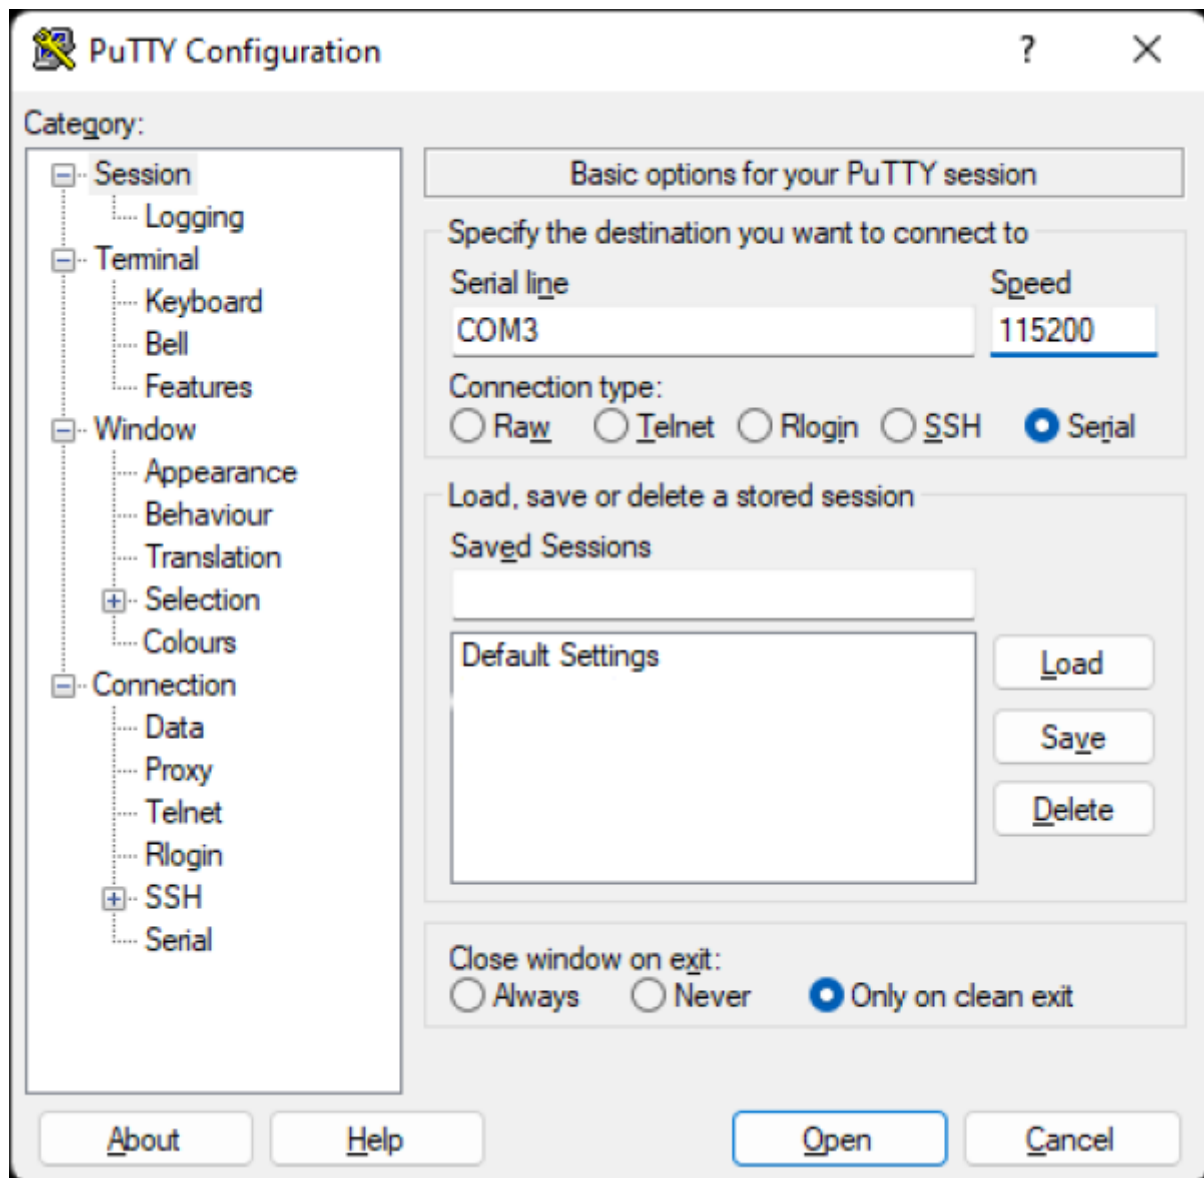 PuTTY Configuration ?
Category:
Session
Logging
Terminal
Keyboard
Bell
Features
Window
Appearance
Behaviour
Translation
Selection
Colours
Connection
Data
Proxy
Telnet
Rlogin
SSH
Serial
Basic options for your PuTTY session
Specify the destination you want to connect to
Serial line Speed
COM3 115200
Connection type:
Raw Telnet Rlogin SSH Serial
Load, save or delete a stored session
Saved Sessions
Default Settings
Load
Save
Delete
Close window on exit:
Always Never Only on clean exit
About Help Open Cancel